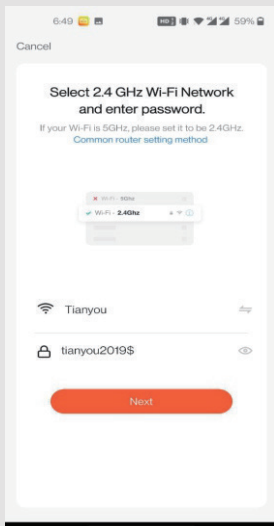 6:49
59%
Cancel
Select 2.4 GHz Wi-Fi Network
and enter password.
If your Wi-Fi is 5GHz, please set it to be 2.4GHz.
Common router setting method
Wi-Fi - 5Ghz
Wi-Fi - 2.4Ghz
Tianyou
tianyou2019$
Next